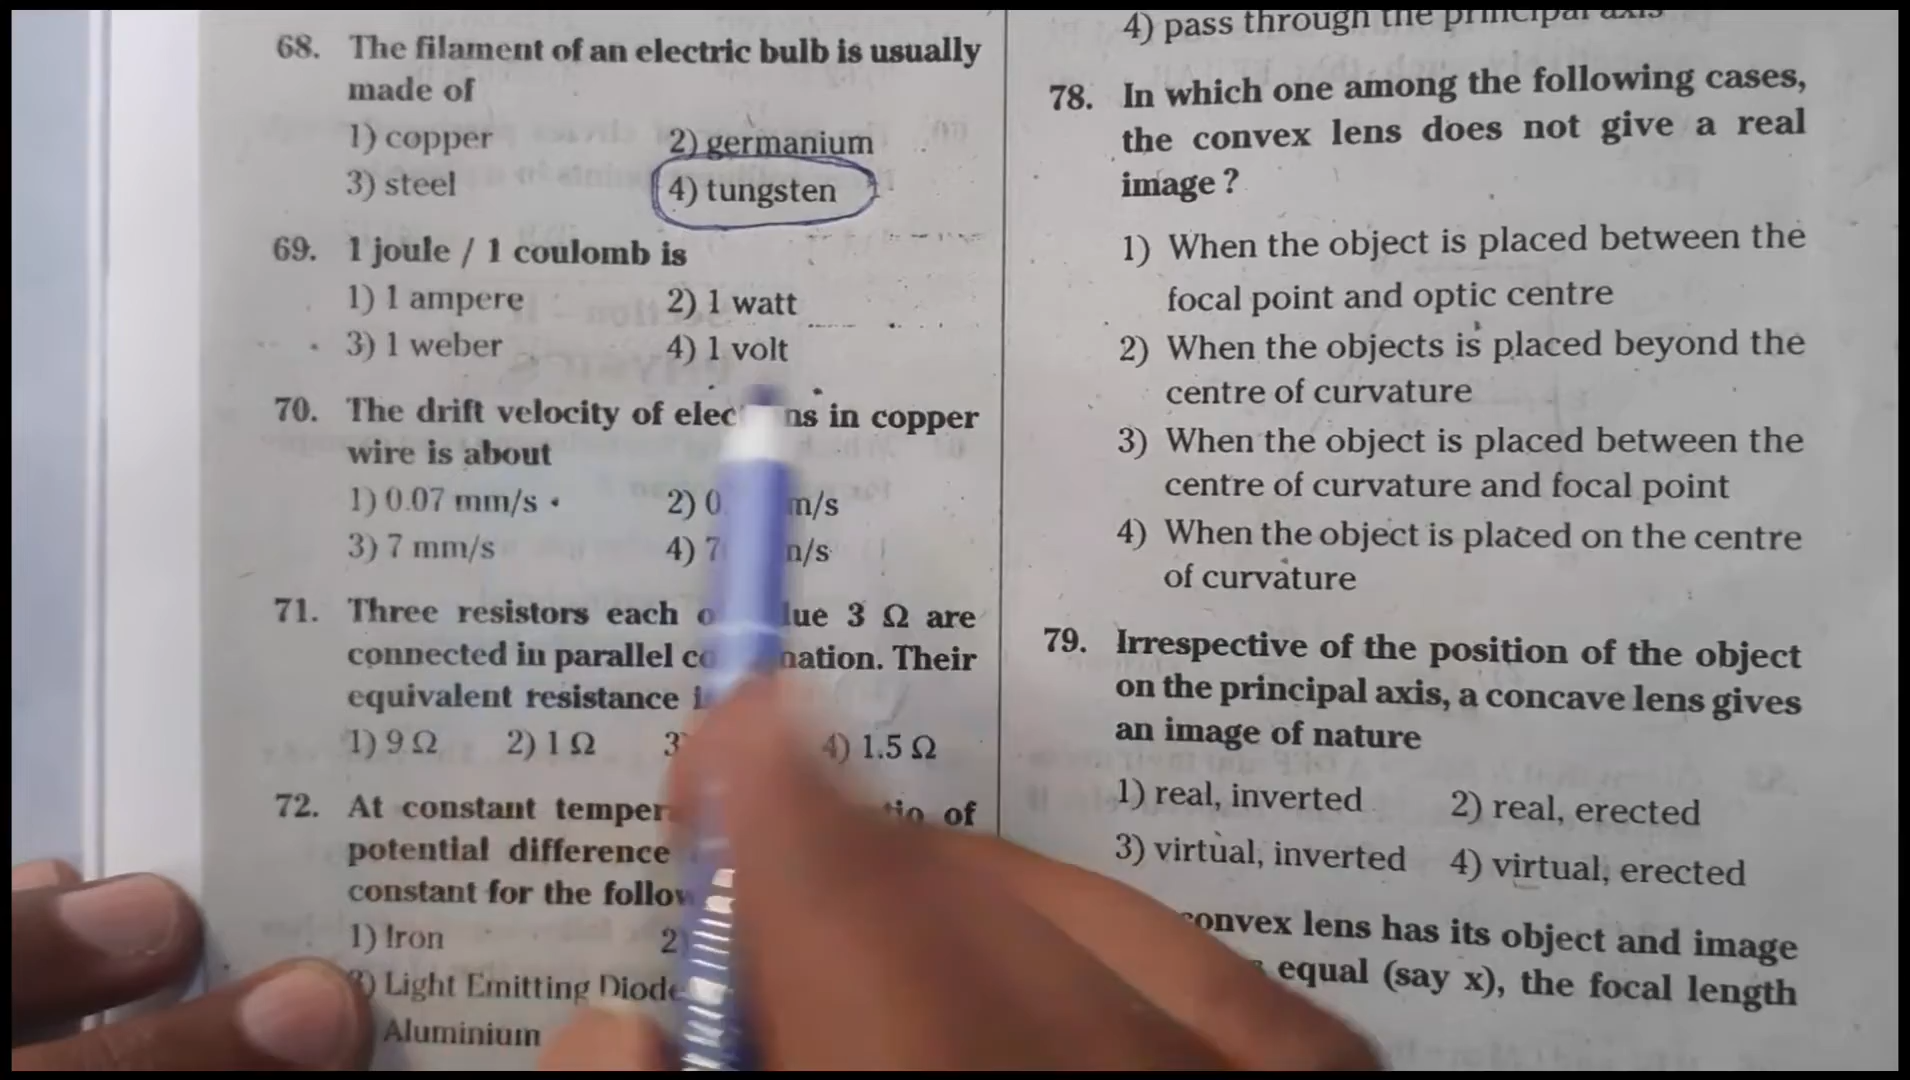 68. The filament of an electric bulb is usually
made of
1) copper 2) germanium
3) steel 4) tungsten
69. 1 joule / 1 coulomb is
1) 1 ampere 2) 1 watt
3) 1 weber 4) 1 volt
70. The drift velocity of in copper
wire is about
1) 0.07 mm/s 2) 0. m/s
3) 7 mm/s 4) 7
71. Three resistors each 3 Ω are
connected in parallel Their
equivalent resistance
1) 9 Ω 2) 1 Ω 3) 4) 1.5 Ω
72. At constant of
potential difference
constant for the
1) Iron 2)
3) Light Emitting
Aluminium
4) pass through the principal axis
78. In which one among the following cases,
the convex lens does not give a real
image ?
1) When the object is placed between the
focal point and optic centre
2) When the objects is placed beyond the
centre of curvature
3) When the object is placed between the
centre of curvature and focal point
4) When the object is placed on the centre
of curvature
79. Irrespective of the position of the object
on the principal axis, a concave lens gives
an image of nature
1) real, inverted 2) real, erected
3) virtual, inverted 4) virtual, erected
convex lens has its object and image
equal (say x), the focal length